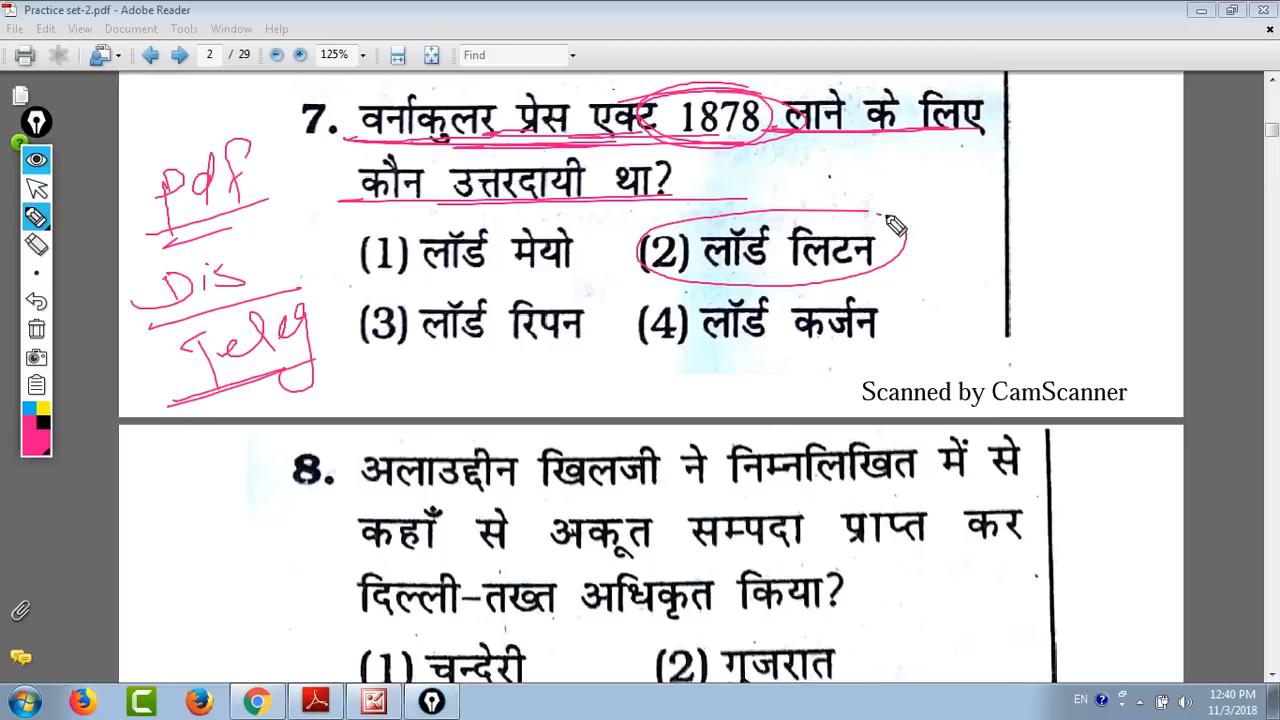 Practice set-2.pdf - Adobe Reader
File Edit View Document Tools Window Help
2 / 29 125% Find
7. वर्नाकुलर प्रेस एक्ट 1878 लाने के लिए
कौन उत्तरदायी था?
(1) लॉर्ड मेयो (2) लॉर्ड लिटन
(3) लॉर्ड रिपन (4) लॉर्ड कर्जन
pdf
Dis
Teleg
Scanned by CamScanner
8. अलाउद्दीन खिलजी ने निम्नलिखित में से
कहाँ से अकूत सम्पदा प्राप्त कर
दिल्ली-तख्त अधिकृत किया?
(1) चन्देरी (2) गुजरात
EN 12:40 PM
11/3/2018